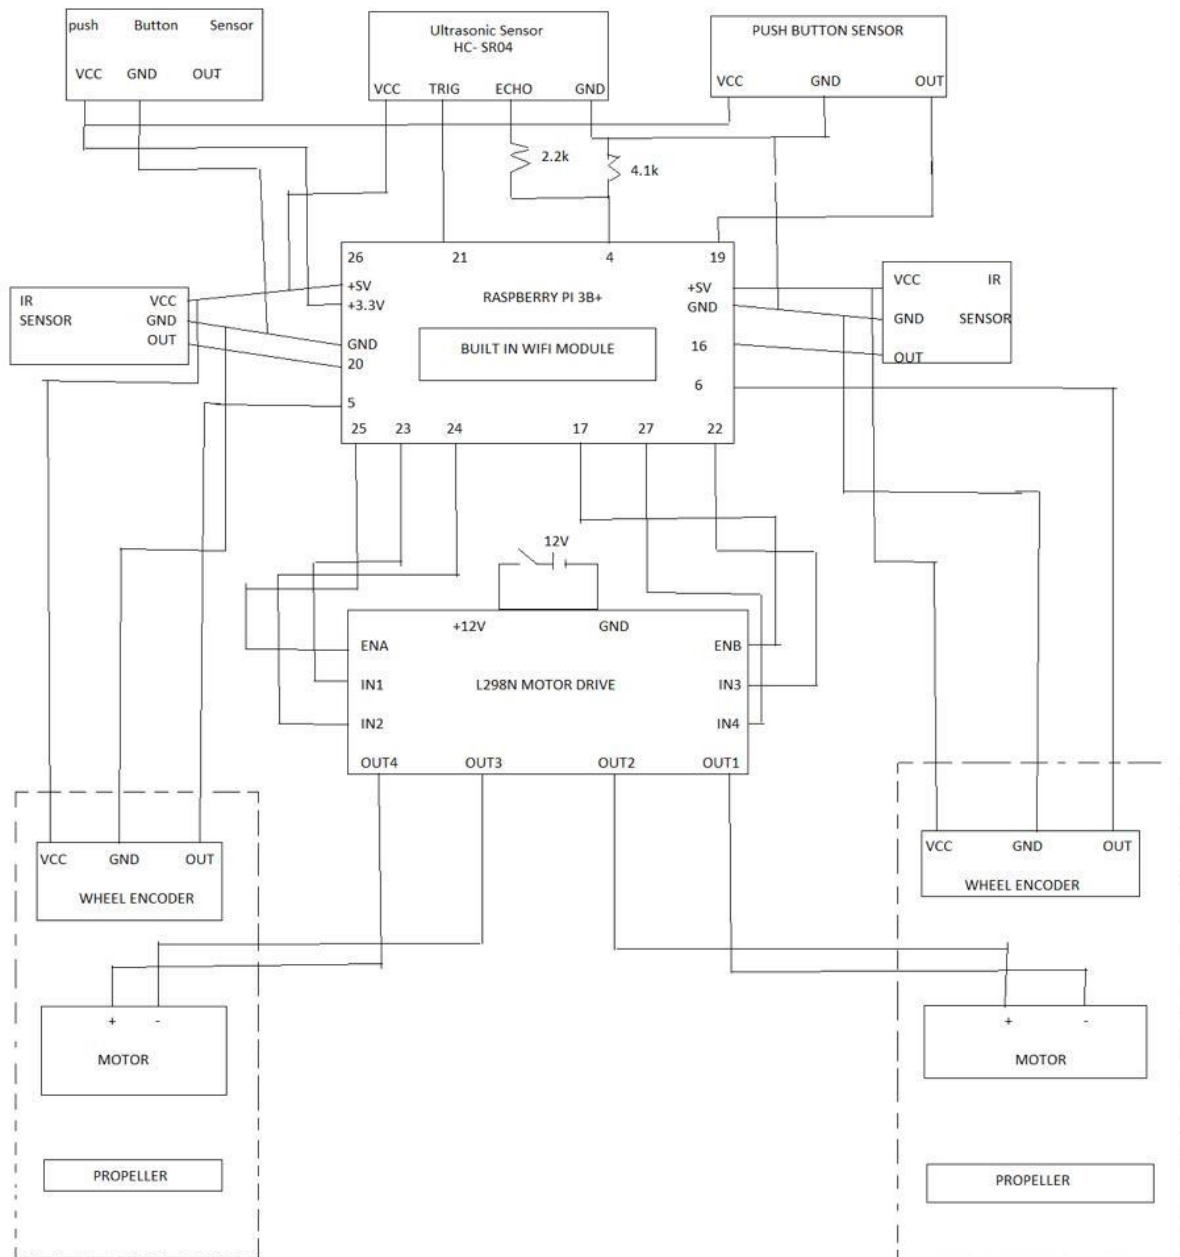 push Button Sensor
VCC GND OUT
Ultrasonic Sensor
HC- SR04
VCC TRIG ECHO GND
PUSH BUTTON SENSOR
VCC GND OUT
2.2k
4.1k
26 21 4 19
+5V
+3.3V
GND
20
5
RASPBERRY PI 3B+
BUILT IN WIFI MODULE
+5V
GND
16
6
25 23 24 17 27 22
IR VCC
SENSOR GND
OUT
VCC IR
GND SENSOR
OUT
12V
+12V GND
ENA ENB
IN1 L298N MOTOR DRIVE IN3
IN2 IN4
OUT4 OUT3 OUT2 OUT1
VCC GND OUT
WHEEL ENCODER
+ -
MOTOR
PROPELLER
VCC GND OUT
WHEEL ENCODER
+ -
MOTOR
PROPELLER